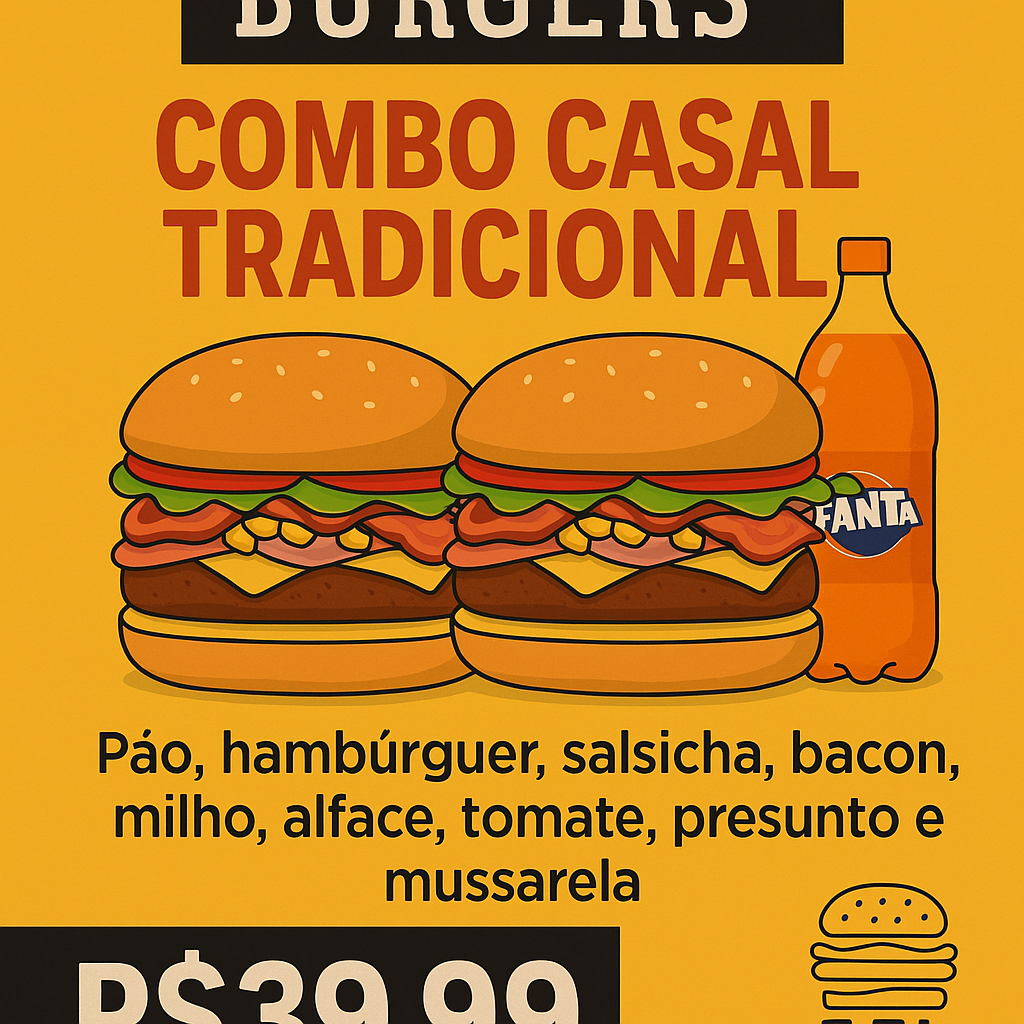 BURGERS
COMBO CASAL
TRADICIONAL
FANTA
Páo, hambúrguer, salsicha, bacon,
milho, alface, tomate, presunto e
mussarela
R$39,99